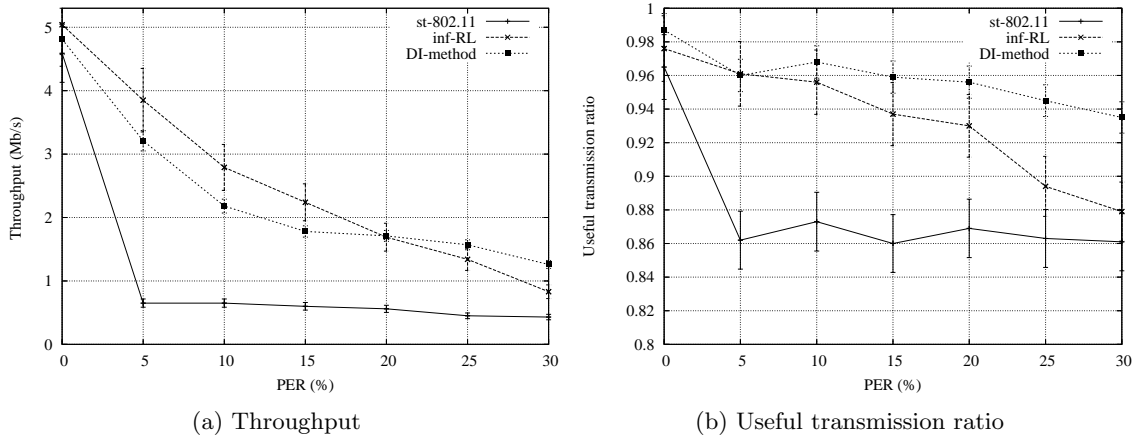 5
4
3
2
1
0
0 5 10 15 20 25 30
Throughput (Mb/s)
PER (%)
st-802.11
inf-RL
DI-method
(a) Throughput
1
0.98
0.96
0.94
0.92
0.9
0.88
0.86
0.84
0.82
0.8
0 5 10 15 20 25 30
Useful transmission ratio
PER (%)
st-802.11
inf-RL
DI-method
(b) Useful transmission ratio